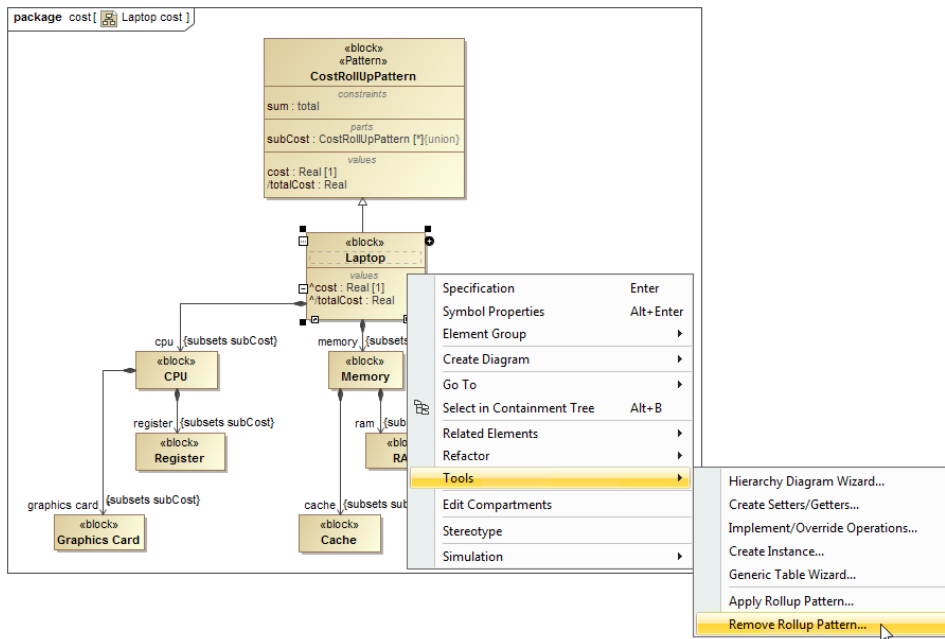 package cost [ Laptop cost ]
«block»
«Pattern»
CostRollUpPattern
constraints
sum : total
parts
subCost : CostRollUpPattern [*]{union}
values
cost : Real [1]
/totalCost : Real
«block»
Laptop
values
^cost : Real [1]
^/totalCost : Real
cpu {subsets subCost}
memory {subsets
«block»
CPU
«block»
Memory
register {subsets subCost}
ram
«block»
Register
graphics card {subsets subCost}
cache {subsets
«block»
Graphics Card
«block»
Cache
Specification Enter
Symbol Properties Alt+Enter
Element Group
Create Diagram
Go To
Select in Containment Tree Alt+B
Related Elements
Refactor
Tools
Edit Compartments
Stereotype
Simulation
Hierarchy Diagram Wizard...
Create Setters/Getters...
Implement/Override Operations...
Create Instance...
Generic Table Wizard...
Apply Rollup Pattern...
Remove Rollup Pattern...